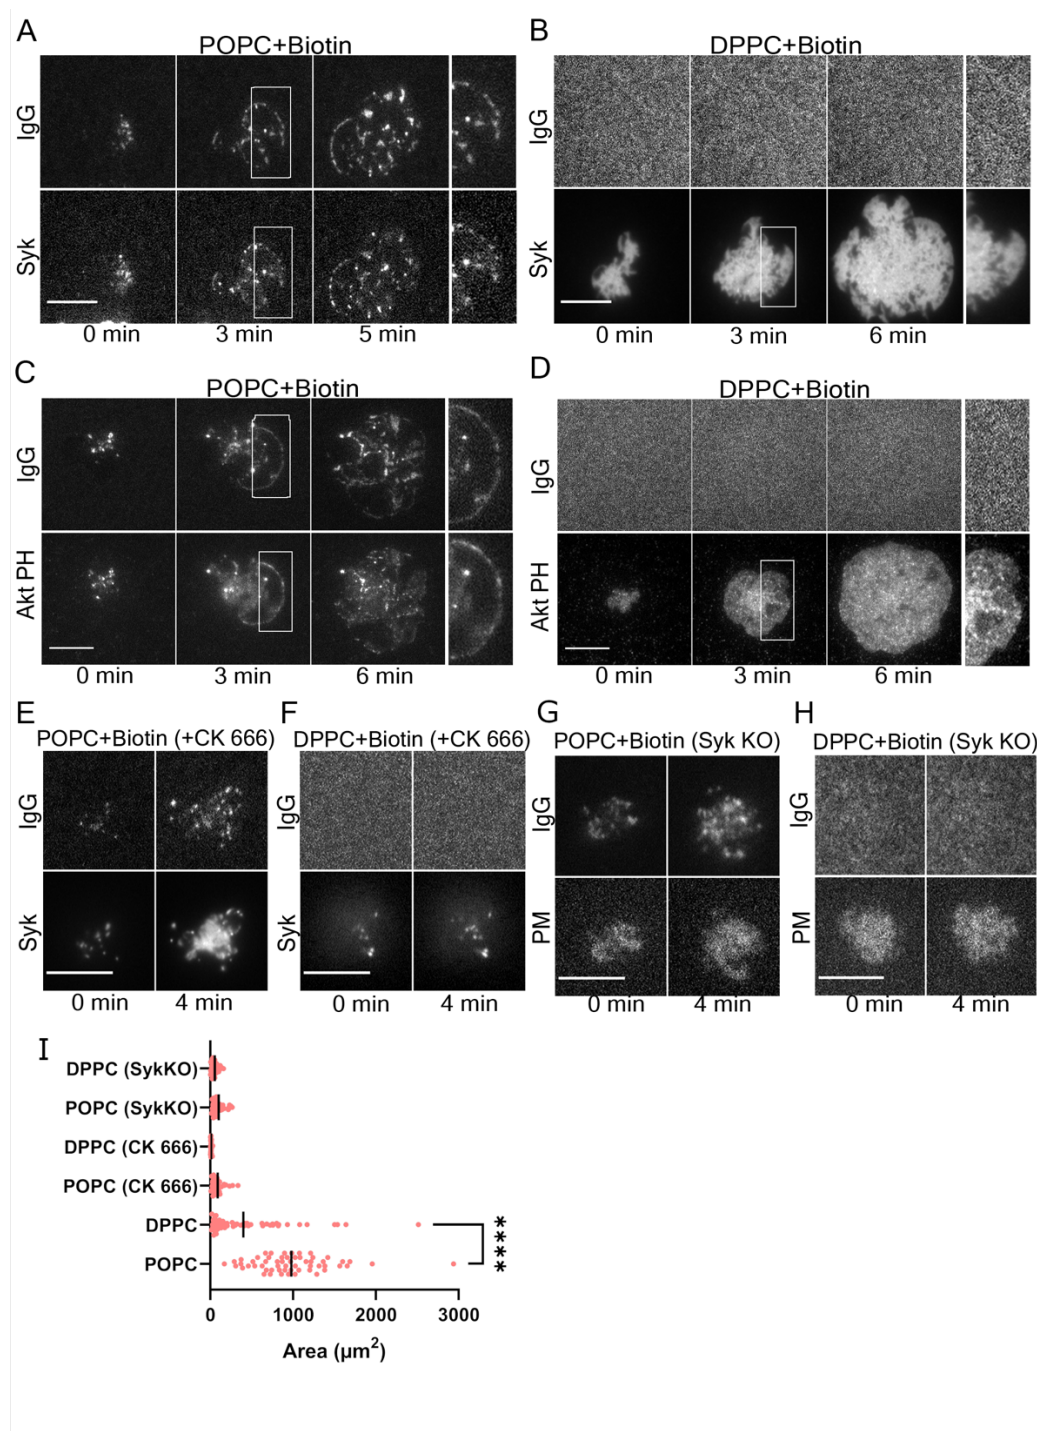 A
POPC+Biotin
IgG
Syk
0 min 3 min 5 min
B
DPPC+Biotin
IgG
Syk
0 min 3 min 6 min
C
POPC+Biotin
IgG
Akt PH
0 min 3 min 6 min
D
DPPC+Biotin
IgG
Akt PH
0 min 3 min 6 min
E
POPC+Biotin (+CK 666)
IgG
Syk
0 min 4 min
F
DPPC+Biotin (+CK 666)
IgG
Syk
0 min 4 min
G
POPC+Biotin (Syk KO)
IgG
PM
0 min 4 min
H
DPPC+Biotin (Syk KO)
IgG
PM
0 min 4 min
I
DPPC (SykKO)
POPC (SykKO)
DPPC (CK 666)
POPC (CK 666)
DPPC
POPC
****
0 1000 2000 3000
Area (µm²)